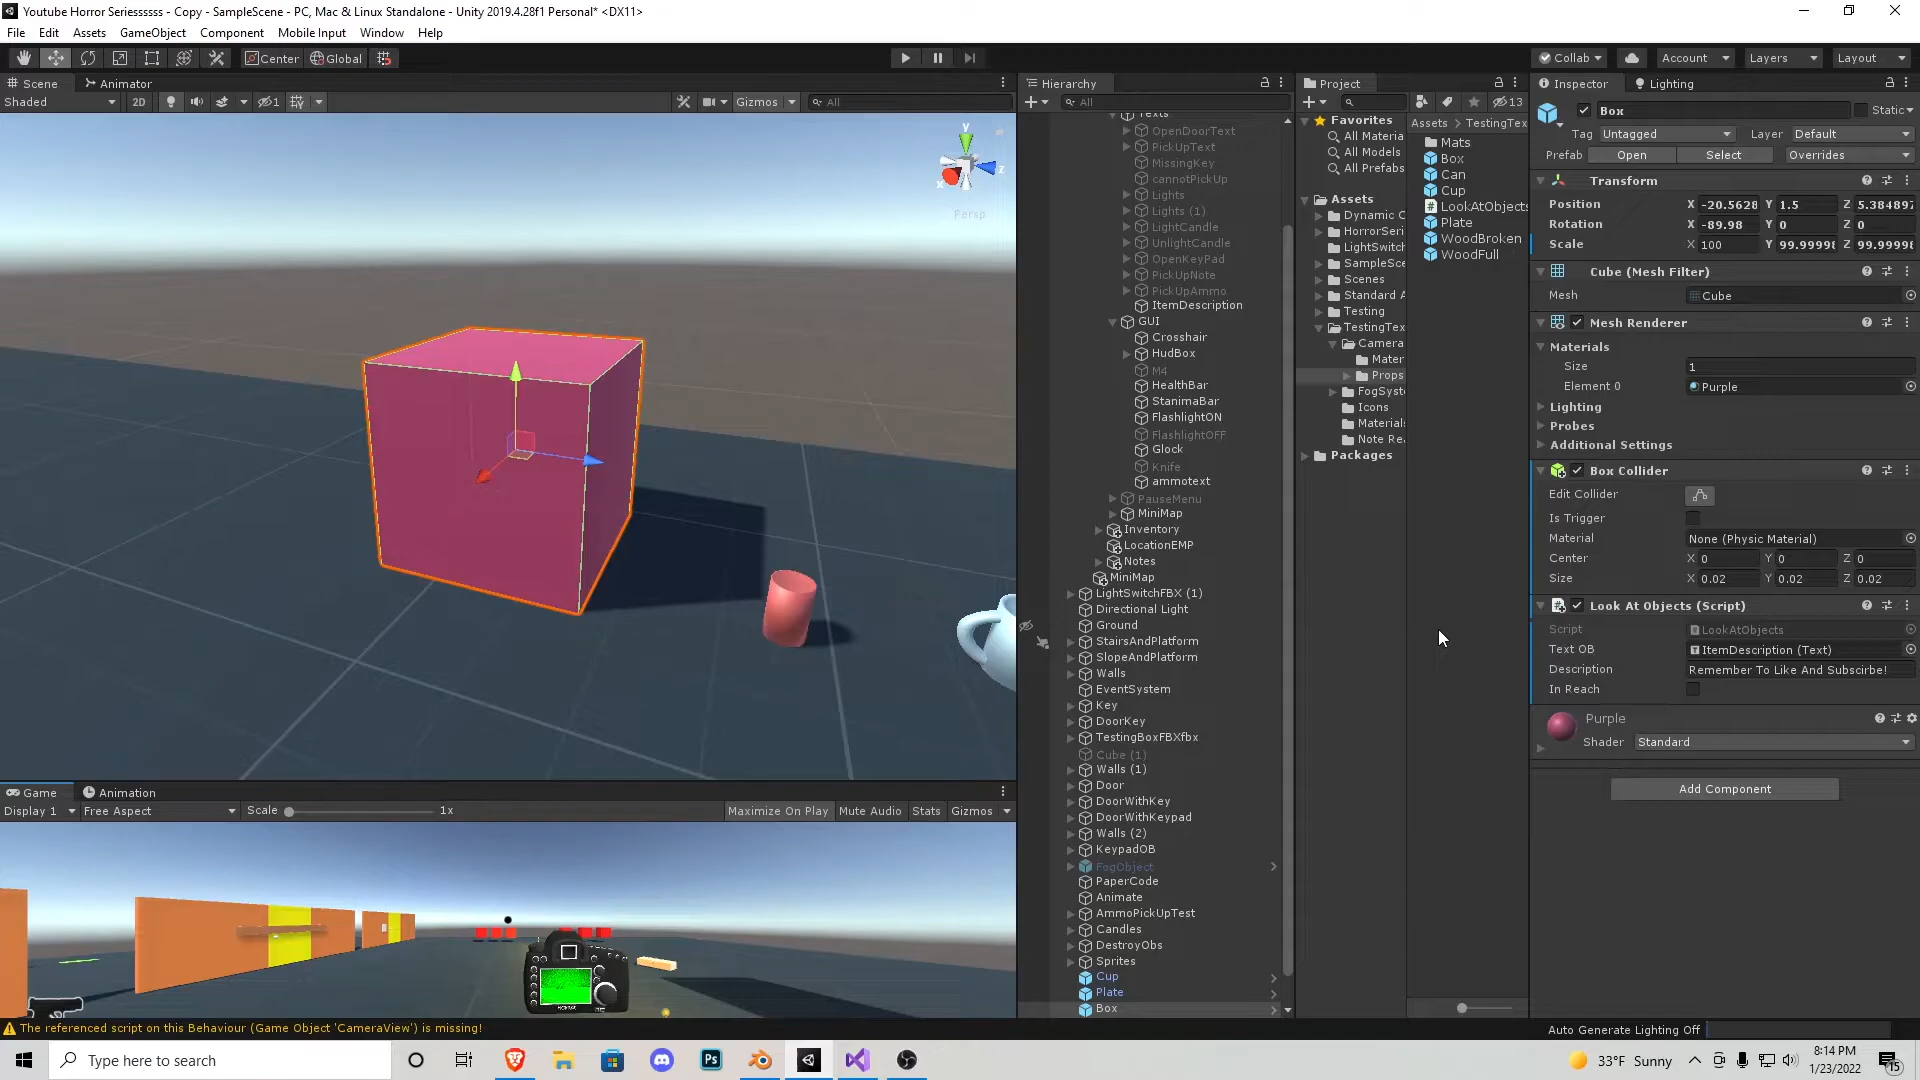 Youtube Horror Seriessssss - Copy - SampleScene - PC, Mac & Linux Standalone - Unity 2019.4.28f1 Personal* <DX11>
File Edit Assets GameObject Component Mobile Input Window Help
Center Global Collab Account Layers Layout
Scene Animator
Shaded 2D 1 Gizmos All
y
x
z
Persp
Hierarchy
All
Texts
OpenDoorText
PickUpText
MissingKey
cannotPickUp
Lights
Lights (1)
LightCandle
UnlightCandle
OpenKeyPad
PickUpNote
PickUpAmmo
ItemDescription
GUI
Crosshair
HudBox
M4
HealthBar
StanimaBar
FlashlightON
FlashlightOFF
Glock
Knife
ammotext
PauseMenu
MiniMap
Inventory
LocationEMP
Notes
MiniMap
LightSwitchFBX (1)
Directional Light
Ground
StairsAndPlatform
SlopeAndPlatform
Walls
EventSystem
Key
DoorKey
TestingBoxFBXfbx
Cube (1)
Walls (1)
Door
DoorWithKey
DoorWithKeypad
Walls (2)
KeypadOB
FogObject
PaperCode
Animate
AmmoPickUpTest
Candles
DestroyObs
Sprites
Cup
Plate
Box
Project
13
Favorites
All Materia
All Models
All Prefabs
Assets
Dynamic C
HorrorSeri
LightSwitch
SampleSce
Scenes
Standard A
Testing
TestingTex
Camera
Mater
Props
FogSyst
Icons
Material
Note Re
Packages
Assets > TestingTex
Mats
Box
Can
Cup
LookAtObjects
Plate
WoodBroken
WoodFull
Inspector Lighting
Box Static
Tag Untagged Layer Default
Prefab Open Select Overrides
Transform
Position X -20.5628 Y 1.5 Z 5.384897
Rotation X -89.98 Y 0 Z 0
Scale X 100 Y 99.99998 Z 99.99998
Cube (Mesh Filter)
Mesh Cube
Mesh Renderer
Materials
Size 1
Element 0 Purple
Lighting
Probes
Additional Settings
Box Collider
Edit Collider
Is Trigger
Material None (Physic Material)
Center X 0 Y 0 Z 0
Size X 0.02 Y 0.02 Z 0.02
Look At Objects (Script)
Script LookAtObjects
Text OB ItemDescription (Text)
Description Remember To Like And Subscirbe!
In Reach
Purple
Shader Standard
Add Component
Game Animation
Display 1 Free Aspect Scale 1x Maximize On Play Mute Audio Stats Gizmos
The referenced script on this Behaviour (Game Object 'CameraView') is missing!
Auto Generate Lighting Off
Type here to search
Ps
33°F Sunny
8:14 PM
1/23/2022
15